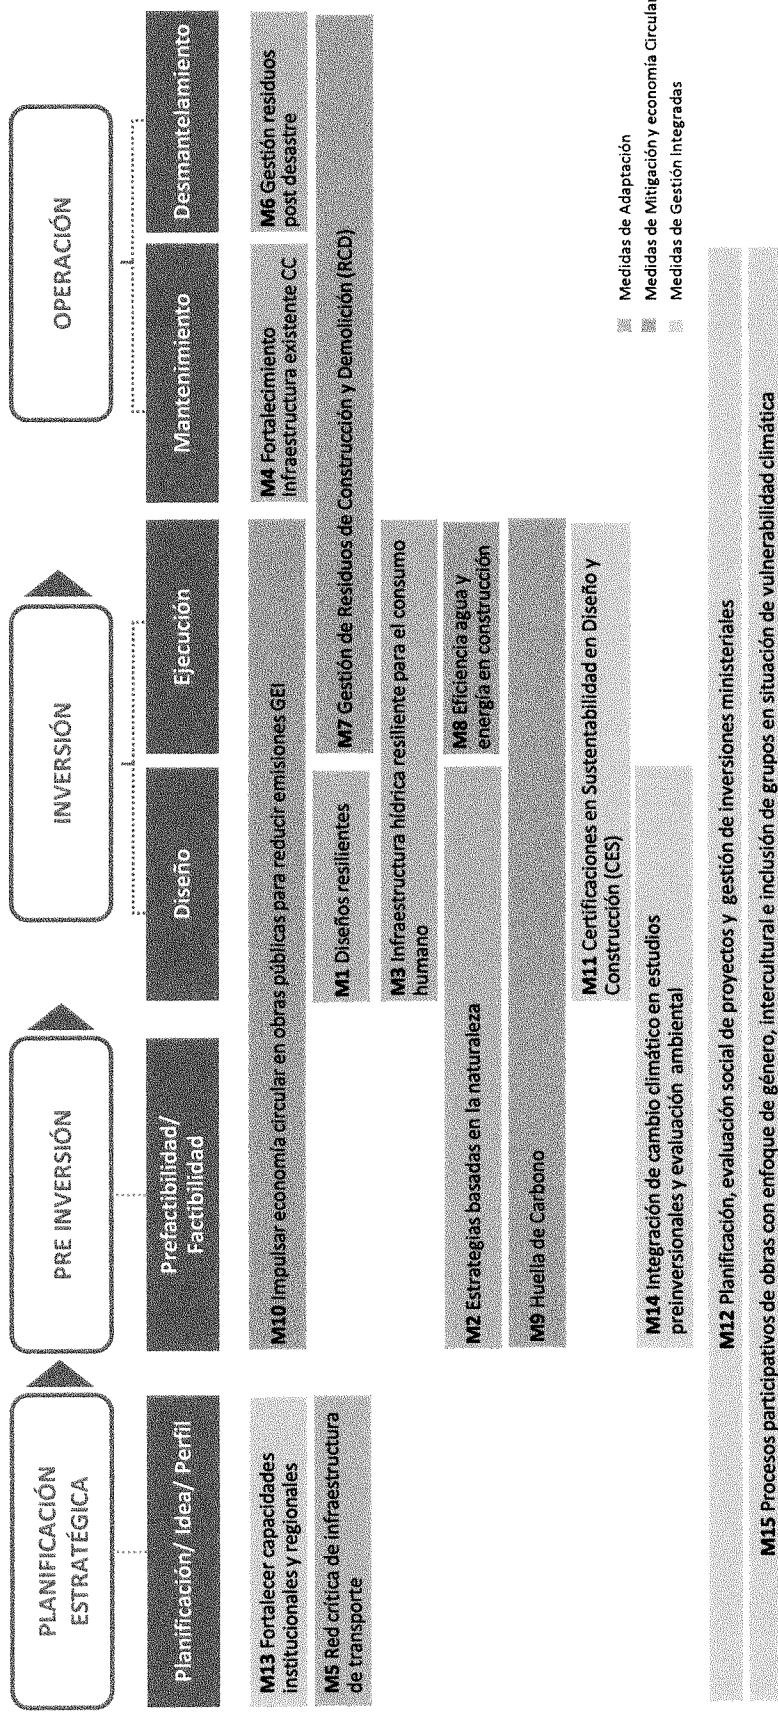 PLANIFICACIÓN
ESTRATÉGICA
PRE INVERSIÓN
INVERSIÓN
OPERACIÓN
Planificación/ Idea/ Perfil
Prefactibilidad/
Factibilidad
Diseño
Ejecución
Mantenimiento
Desmantelamiento
M13 Fortalecer capacidades
institucionales y regionales
M10 Impulsar economía circular en obras públicas para reducir emisiones GEI
M4 Fortalecimiento
Infraestructura existente CC
M6 Gestión residuos
post desastre
M5 Red crítica de infraestructura
de transporte
M1 Diseños resilientes
M7 Gestión de Residuos de Construcción y Demolición (RCD)
M3 Infraestructura hídrica resiliente para el consumo
humano
M2 Estrategias basadas en la naturaleza
M8 Eficiencia agua y
energía en construcción
M9 Huella de Carbono
M11 Certificaciones en Sustentabilidad en Diseño y
Construcción (CES)
M14 Integración de cambio climático en estudios
preinversionales y evaluación ambiental
Medidas de Adaptación
Medidas de Mitigación y economía Circular
Medidas de Gestión Integradas
M12 Planificación, evaluación social de proyectos y gestión de inversiones ministeriales
M15 Procesos participativos de obras con enfoque de género, intercultural e inclusión de grupos en situación de vulnerabilidad climática